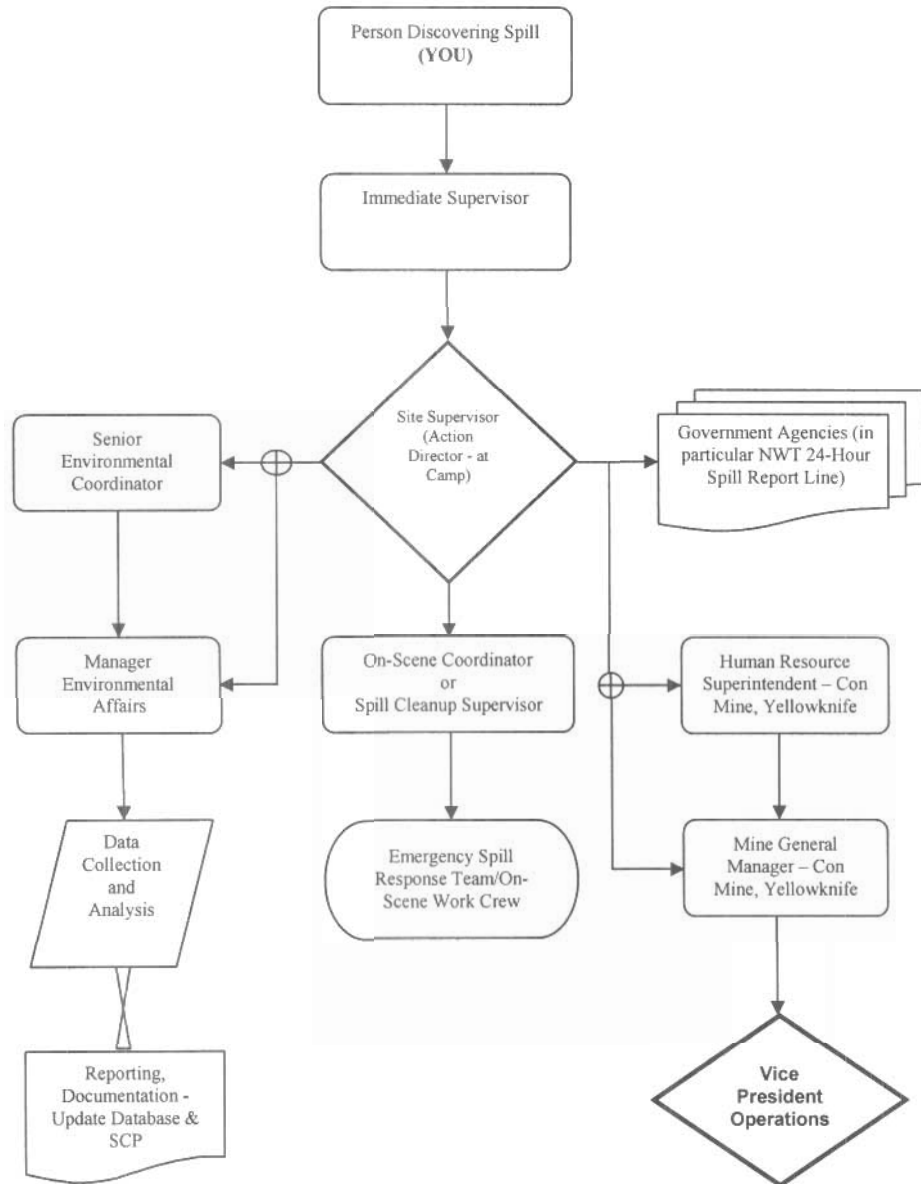 Person Discovering Spill
(YOU)
Immediate Supervisor
Site Supervisor
(Action
Director - at
Camp)
Senior
Environmental
Coordinator
Government Agencies (in
particular NWT 24-Hour
Spill Report Line)
Manager
Environmental
Affairs
On-Scene Coordinator
or
Spill Cleanup Supervisor
Human Resource
Superintendent – Con
Mine, Yellowknife
Data
Collection
and
Analysis
Emergency Spill
Response Team/On-
Scene Work Crew
Mine General
Manager – Con
Mine, Yellowknife
Reporting,
Documentation -
Update Database &
SCP
Vice
President
Operations